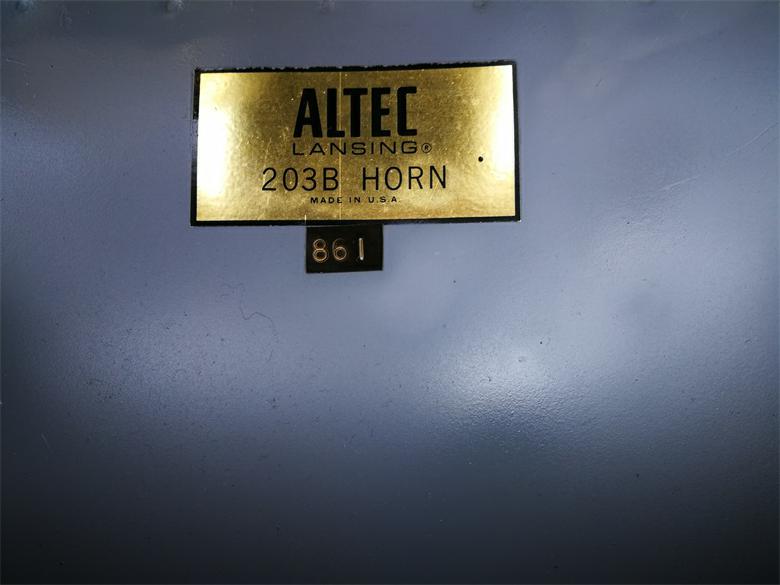 ALTEC
LANSING®
203B HORN
MADE IN U.S.A.
861